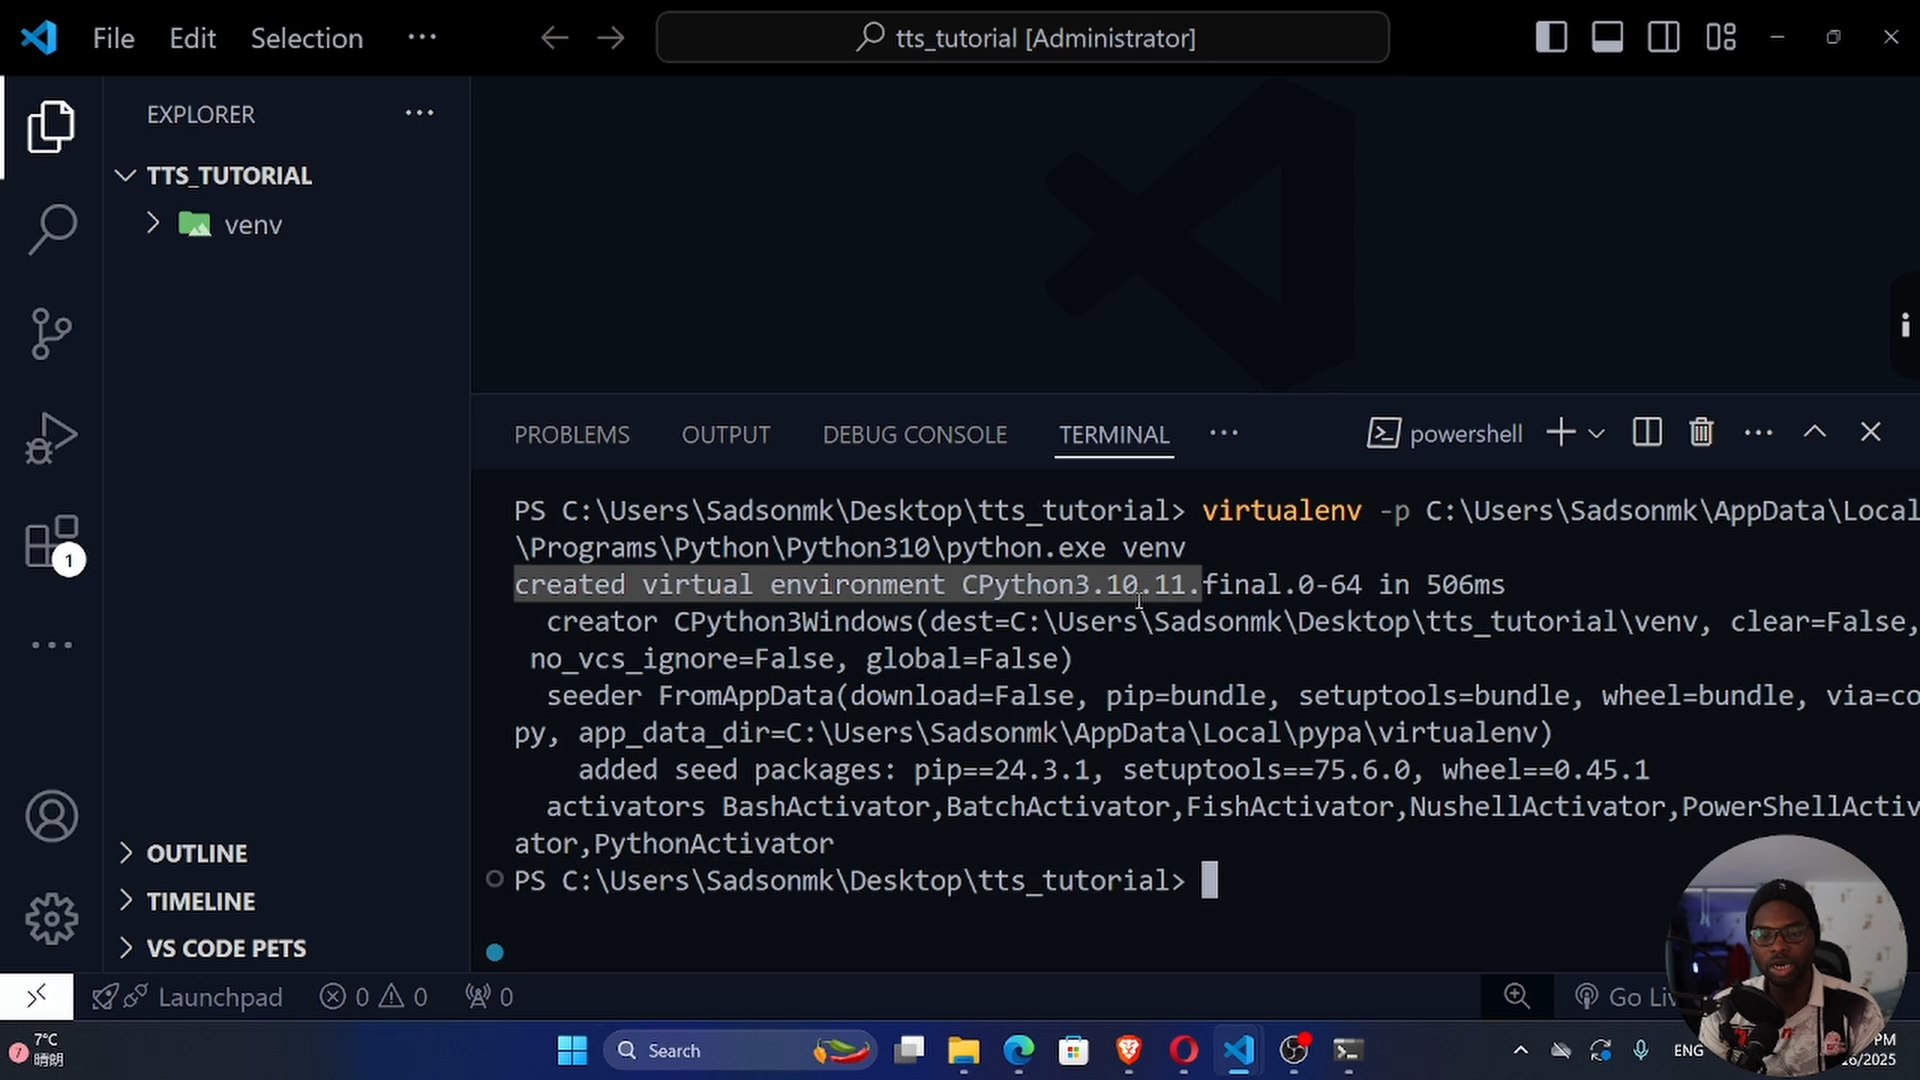 File Edit Selection ...
tts_tutorial [Administrator]
EXPLORER
TTS_TUTORIAL
venv
1
OUTLINE
TIMELINE
VS CODE PETS
PROBLEMS OUTPUT DEBUG CONSOLE TERMINAL ...
powershell
PS C:\Users\Sadsonmk\Desktop\tts_tutorial> virtualenv -p C:\Users\Sadsonmk\AppData\Local
\Programs\Python\Python310\python.exe venv
created virtual environment CPython3.10.11.final.0-64 in 506ms
creator CPython3Windows(dest=C:\Users\Sadsonmk\Desktop\tts_tutorial\venv, clear=False,
no_vcs_ignore=False, global=False)
seeder FromAppData(download=False, pip=bundle, setuptools=bundle, wheel=bundle, via=co
py, app_data_dir=C:\Users\Sadsonmk\AppData\Local\pypa\virtualenv)
added seed packages: pip==24.3.1, setuptools==75.6.0, wheel==0.45.1
activators BashActivator,BatchActivator,FishActivator,NushellActivator,PowerShellActiv
ator,PythonActivator
PS C:\Users\Sadsonmk\Desktop\tts_tutorial>
Launchpad 0 0 0
7°C
晴朗
7
Search
ENG
PM